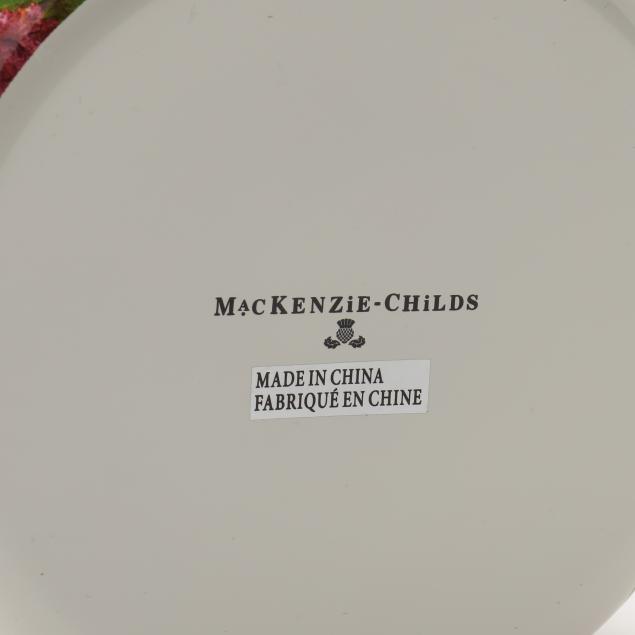 MACKENZiE-CHiLDS
MADE IN CHINA
FABRIQUÉ EN CHINE